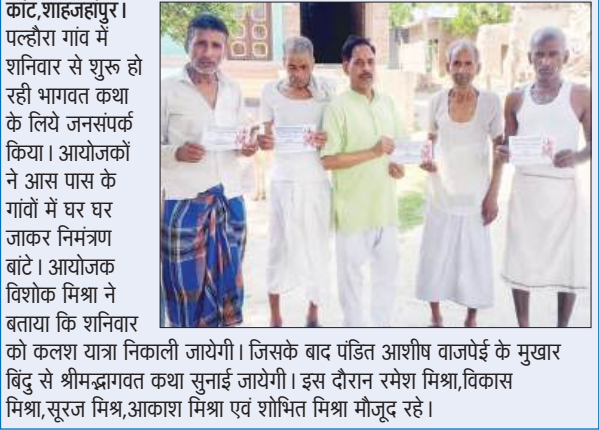 कांट,शाहजहांपुर।
पल्हौरा गांव में
शनिवार से शुरू हो
रही भागवत कथा
के लिये जनसंपर्क
किया। आयोजकों
ने आस पास के
गांवों में घर घर
जाकर निमंत्रण
बांटे। आयोजक
विशोक मिश्रा ने
बताया कि शनिवार
को कलश यात्रा निकाली जायेगी। जिसके बाद पंडित आशीष वाजपेई के मुखार
बिंदु से श्रीमद्भागवत कथा सुनाई जायेगी। इस दौरान रमेश मिश्रा,विकास
मिश्रा,सूरज मिश्र,आकाश मिश्रा एवं शोभित मिश्रा मौजूद रहे।